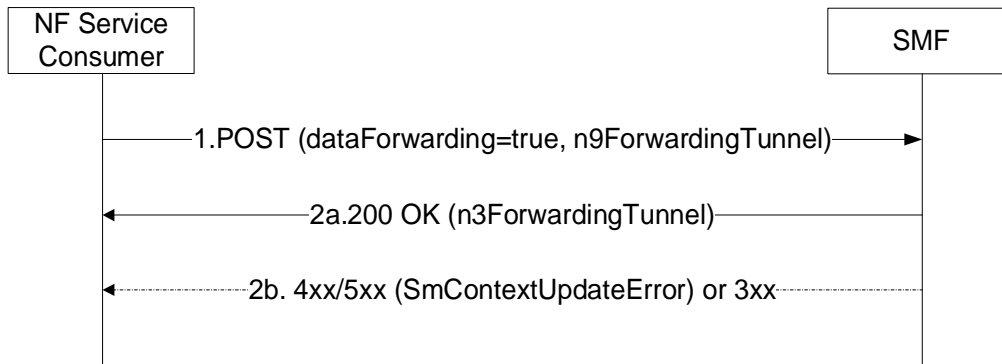 NF Service
Consumer
SMF
1.POST (dataForwarding=true, n9ForwardingTunnel)
2a.200 OK (n3ForwardingTunnel)
2b. 4xx/5xx (SmContextUpdateError) or 3xx